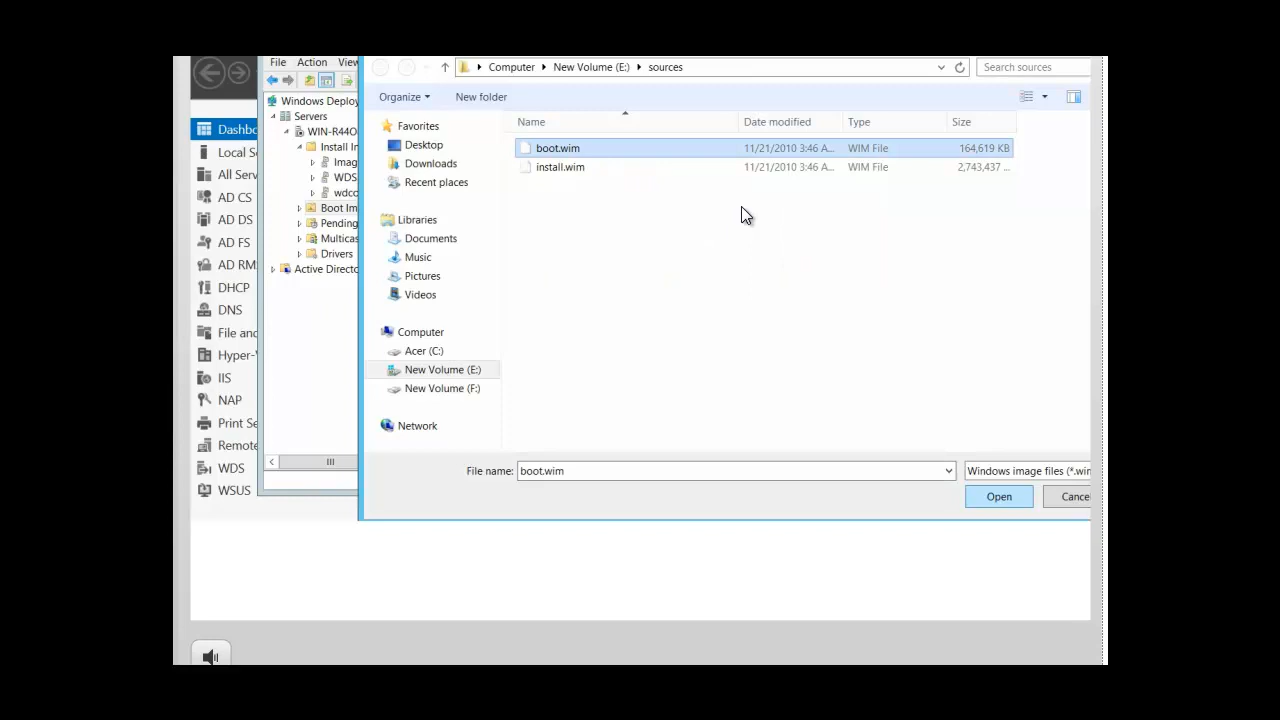 File Action View
Computer New Volume (E:) sources
Search sources
Organize New folder
Windows Deploy
Servers
WIN-R44O
Install In
Imag
WDS
wdco
Boot Im
Pending
Multicas
Drivers
Active Directo
Dashbo
Local S
All Serv
AD CS
AD DS
AD FS
AD RM
DHCP
DNS
File and
Hyper-V
IIS
NAP
Print Se
Remote
WDS
WSUS
Favorites
Desktop
Downloads
Recent places
Libraries
Documents
Music
Pictures
Videos
Computer
Acer (C:)
New Volume (E:)
New Volume (F:)
Network
Name Date modified Type Size
boot.wim 11/21/2010 3:46 A... WIM File 164,619 KB
install.wim 11/21/2010 3:46 A... WIM File 2,743,437 ...
File name: boot.wim
Windows image files (*.wim
Open Cance